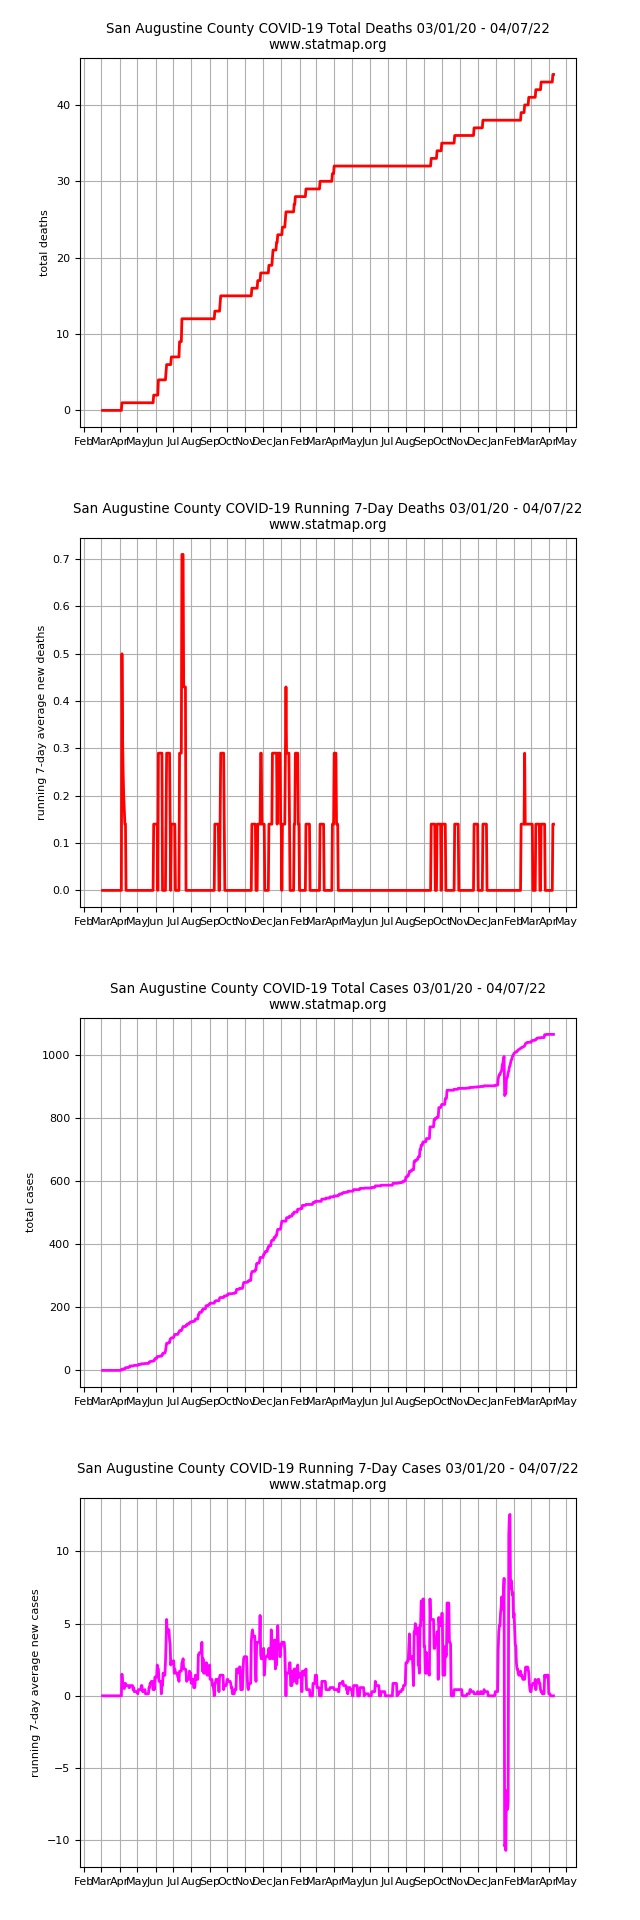 San Augustine County COVID-19 Total Deaths 03/01/20 - 04/07/22
www.statmap.org
40
30
20
10
0
total deaths
Feb Mar Apr May Jun Jul Aug Sep Oct Nov Dec Jan Feb Mar Apr May Jun Jul Aug Sep Oct Nov Dec Jan Feb Mar Apr May
San Augustine County COVID-19 Running 7-Day Deaths 03/01/20 - 04/07/22
www.statmap.org
0.7
0.6
0.5
0.4
0.3
0.2
0.1
0.0
running 7-day average new deaths
Feb Mar Apr May Jun Jul Aug Sep Oct Nov Dec Jan Feb Mar Apr May Jun Jul Aug Sep Oct Nov Dec Jan Feb Mar Apr May
San Augustine County COVID-19 Total Cases 03/01/20 - 04/07/22
www.statmap.org
1000
800
600
400
200
0
total cases
Feb Mar Apr May Jun Jul Aug Sep Oct Nov Dec Jan Feb Mar Apr May Jun Jul Aug Sep Oct Nov Dec Jan Feb Mar Apr May
San Augustine County COVID-19 Running 7-Day Cases 03/01/20 - 04/07/22
www.statmap.org
10
5
0
−5
−10
running 7-day average new cases
Feb Mar Apr May Jun Jul Aug Sep Oct Nov Dec Jan Feb Mar Apr May Jun Jul Aug Sep Oct Nov Dec Jan Feb Mar Apr May